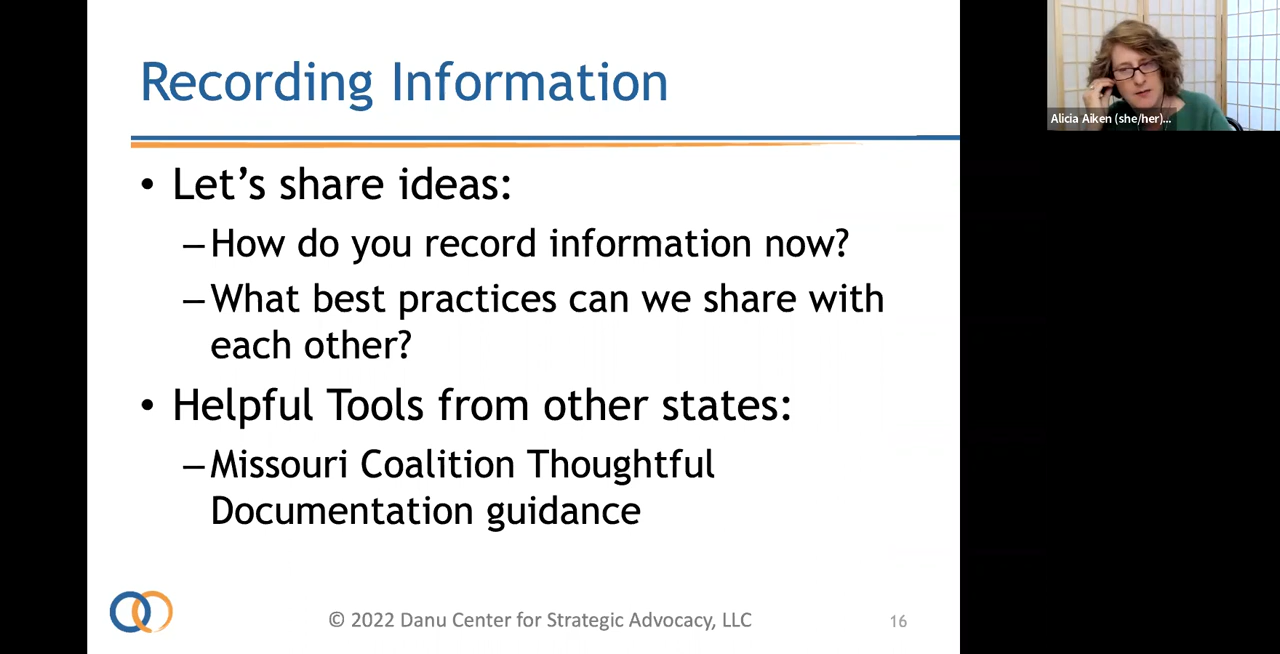 Recording Information
• Let’s share ideas:
–How do you record information now?
–What best practices can we share with
each other?
• Helpful Tools from other states:
–Missouri Coalition Thoughtful
Documentation guidance
© 2022 Danu Center for Strategic Advocacy, LLC
16
Alicia Aiken (she/her)...